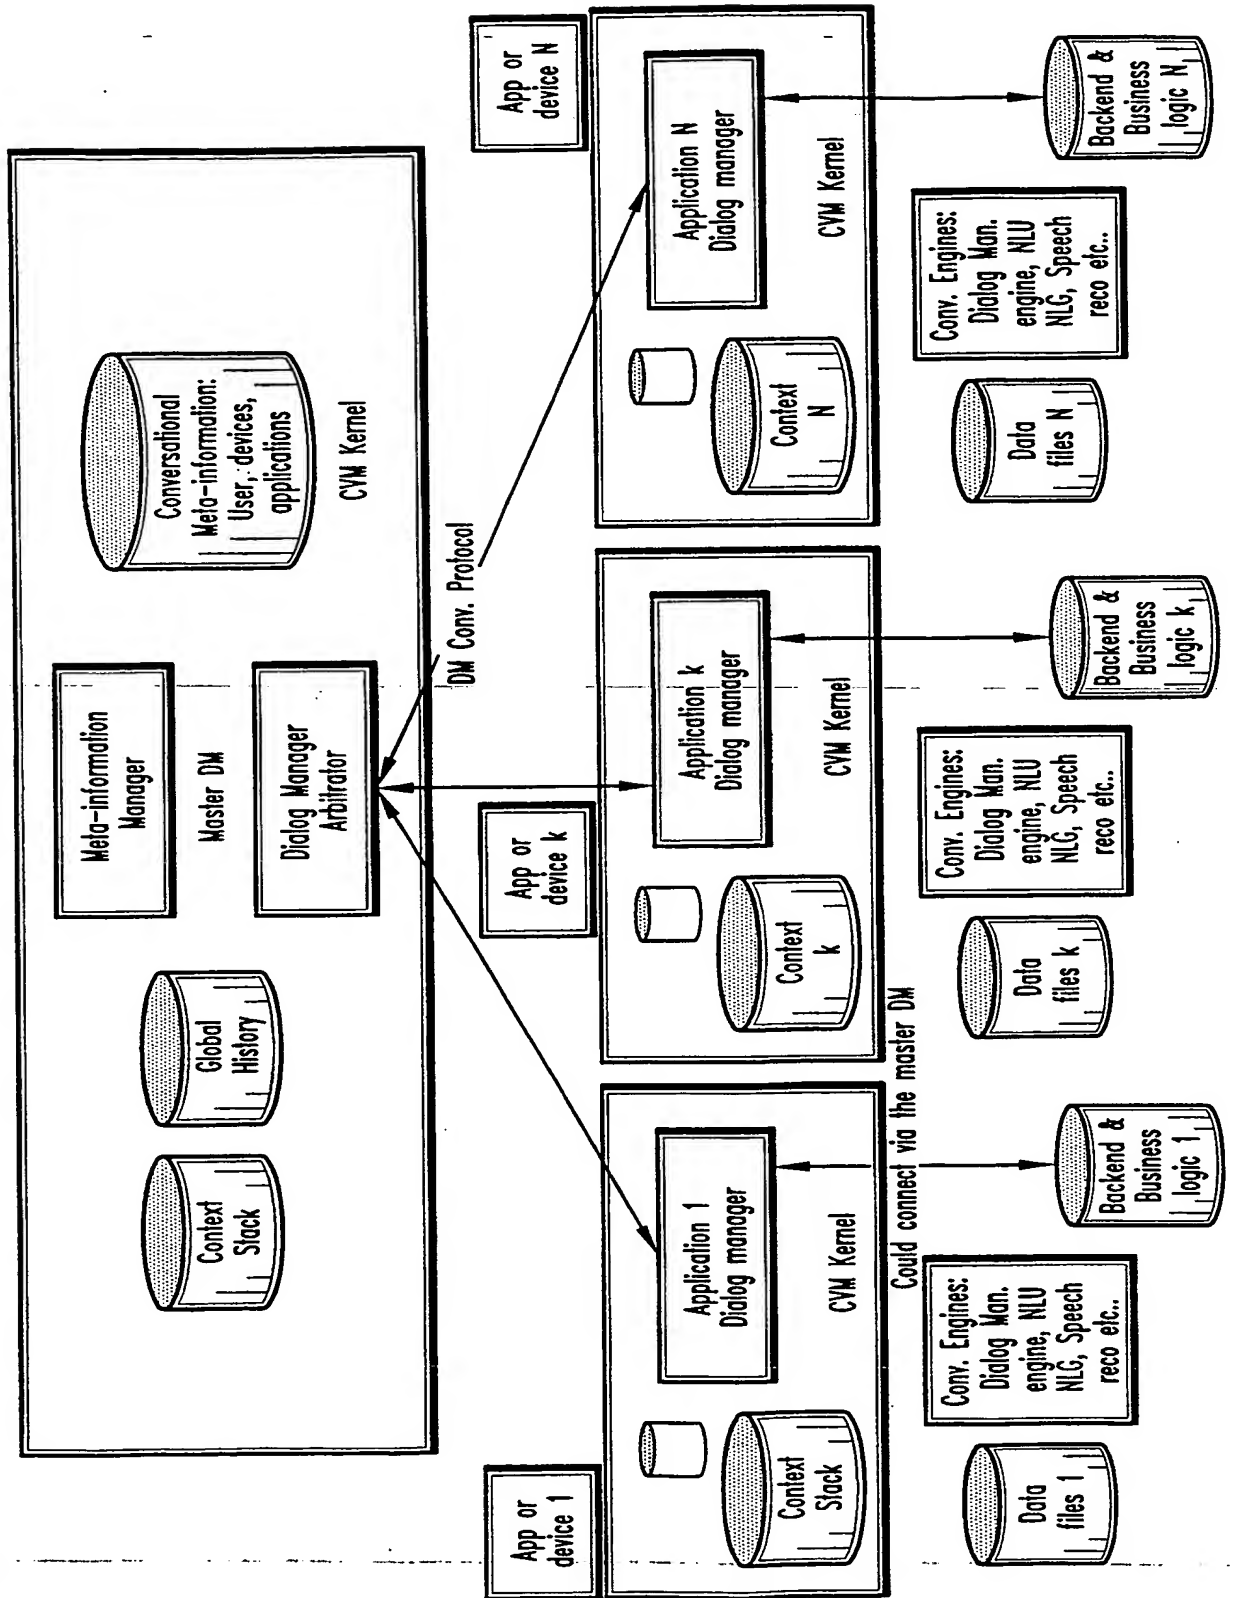 Context
Stack
Global
History
Meta-information
Manager
Master DM
Dialog Manager
Arbitrator
Conversational
Meta-information:
User, devices,
applications
CVM Kernel
DM Conv. Protocol
App or
device 1
App or
device k
App or
device N
Context
Stack
Application 1
Dialog manager
CVM Kernel
Context
k
Application k
Dialog manager
CVM Kernel
Context
N
Application N
Dialog manager
CVM Kernel
Could connect via the master DM
Data
files 1
Conv. Engines:
Dialog Man.
engine, NLU
NLG, Speech
reco etc..
Backend &
Business
logic 1
Data
files k
Conv. Engines:
Dialog Man.
engine, NLU
NLG, Speech
reco etc..
Backend &
Business
logic k
Data
files N
Conv. Engines:
Dialog Man.
engine, NLU
NLG, Speech
reco etc..
Backend &
Business
logic N